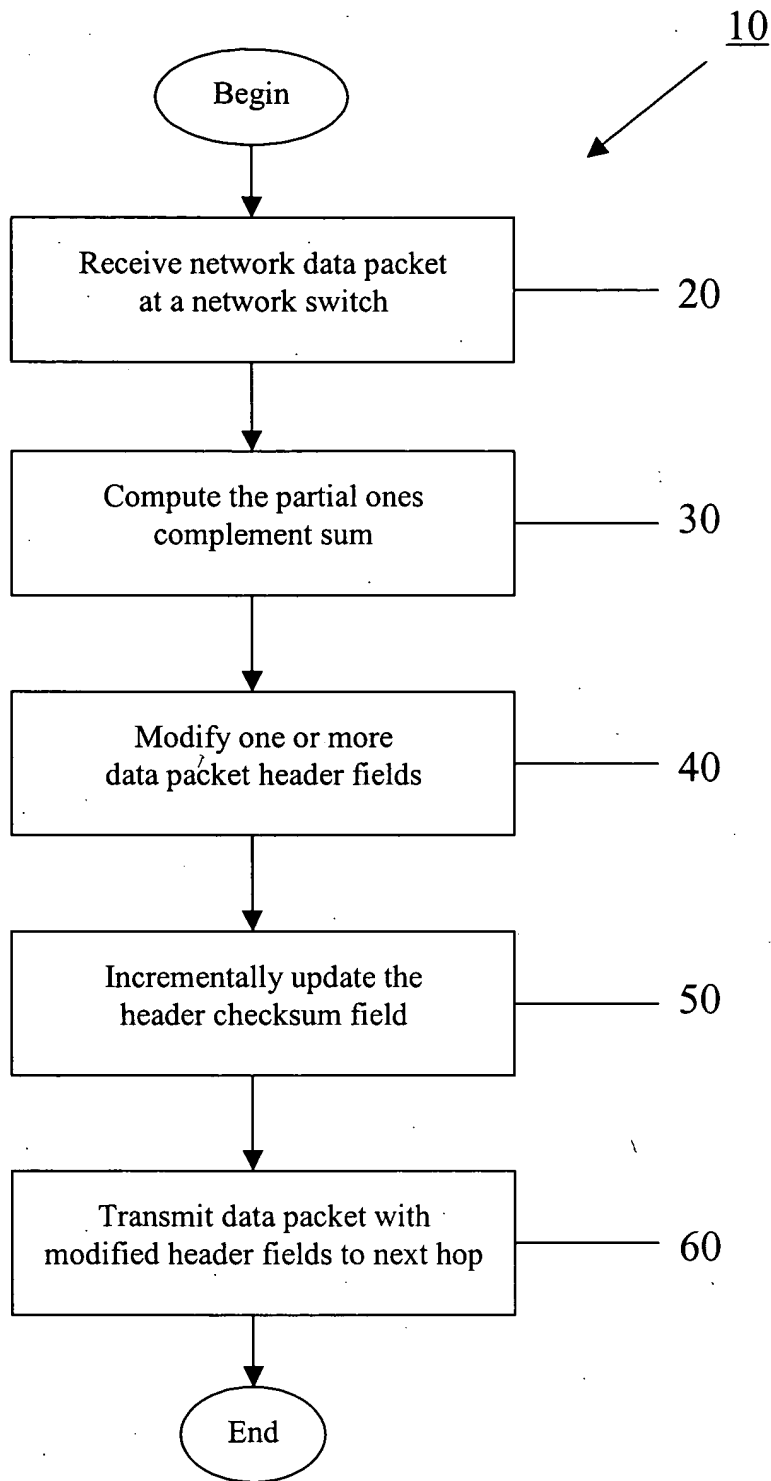 10
Begin
Receive network data packet
at a network switch
20
Compute the partial ones
complement sum
30
Modify one or more
data packet header fields
40
Incrementally update the
header checksum field
50
Transmit data packet with
modified header fields to next hop
60
End